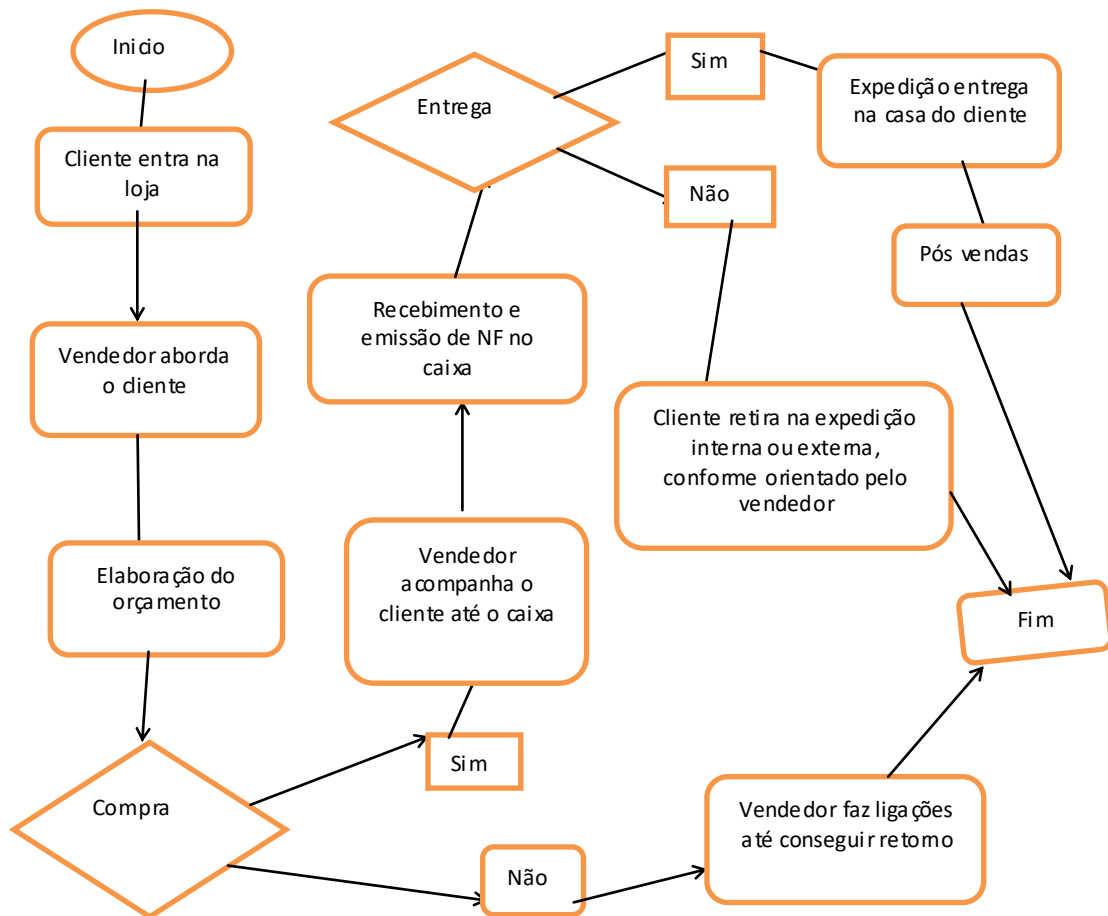 Inicio
Cliente entra na
loja
Vendedor aborda
o cliente
Elaboração do
orçamento
Compra
Sim
Não
Vendedor
acompanha o
cliente até o caixa
Recebimento e
emissão de NF no
caixa
Entrega
Sim
Não
Expedição entrega
na casa do cliente
Pós vendas
Cliente retira na expedição
interna ou externa,
conforme orientado pelo
vendedor
Vendedor faz ligações
até conseguir retorno
Fim